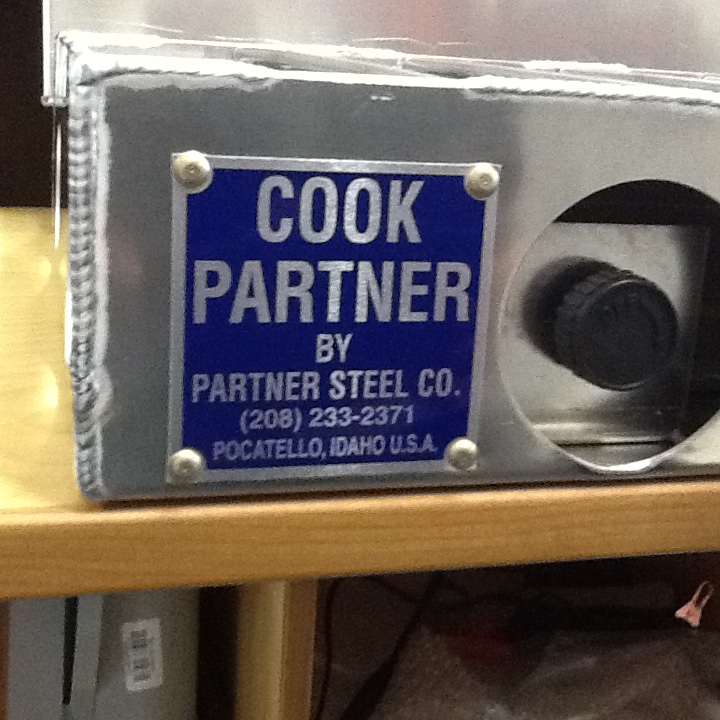 COOK
PARTNER
BY
PARTNER STEEL CO.
(208) 233-2371
POCATELLO, IDAHO U.S.A.